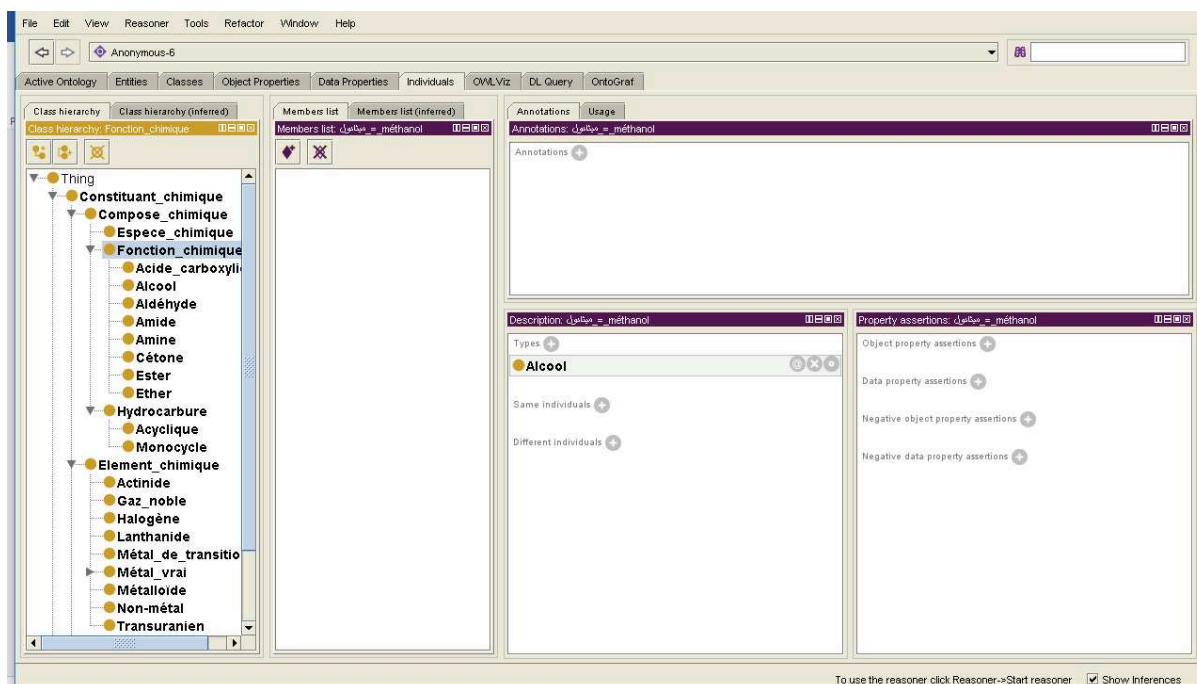 File Edit View Reasoner Tools Refactor Window Help
Anonymous-6
Active Ontology Entities Classes Object Properties Data Properties Individuals OWLViz DL Query OntoGraf
Class hierarchy Class hierarchy (inferred)
Class hierarchy: Fonction_chimique
Thing
Constituant_chimique
Compose_chimique
Espece_chimique
Fonction_chimique
Acide_carboxyli
Alcool
Aldéhyde
Amide
Amine
Cétone
Ester
Ether
Hydrocarbure
Acyclique
Monocycle
Element_chimique
Actinide
Gaz_noble
Halogène
Lanthanide
Métal_de_transitio
Métal_vrai
Métalloïde
Non-métal
Transuranien
Members list Members list (inferred)
Members list: ميثانول_=_méthanol
Annotations Usage
Annotations: ميثانول_=_méthanol
Annotations
Description: ميثانول_=_méthanol
Types
Alcool
Same individuals
Different individuals
Property assertions: ميثانول_=_méthanol
Object property assertions
Data property assertions
Negative object property assertions
Negative data property assertions
To use the reasoner click Reasoner->Start reasoner Show Inferences